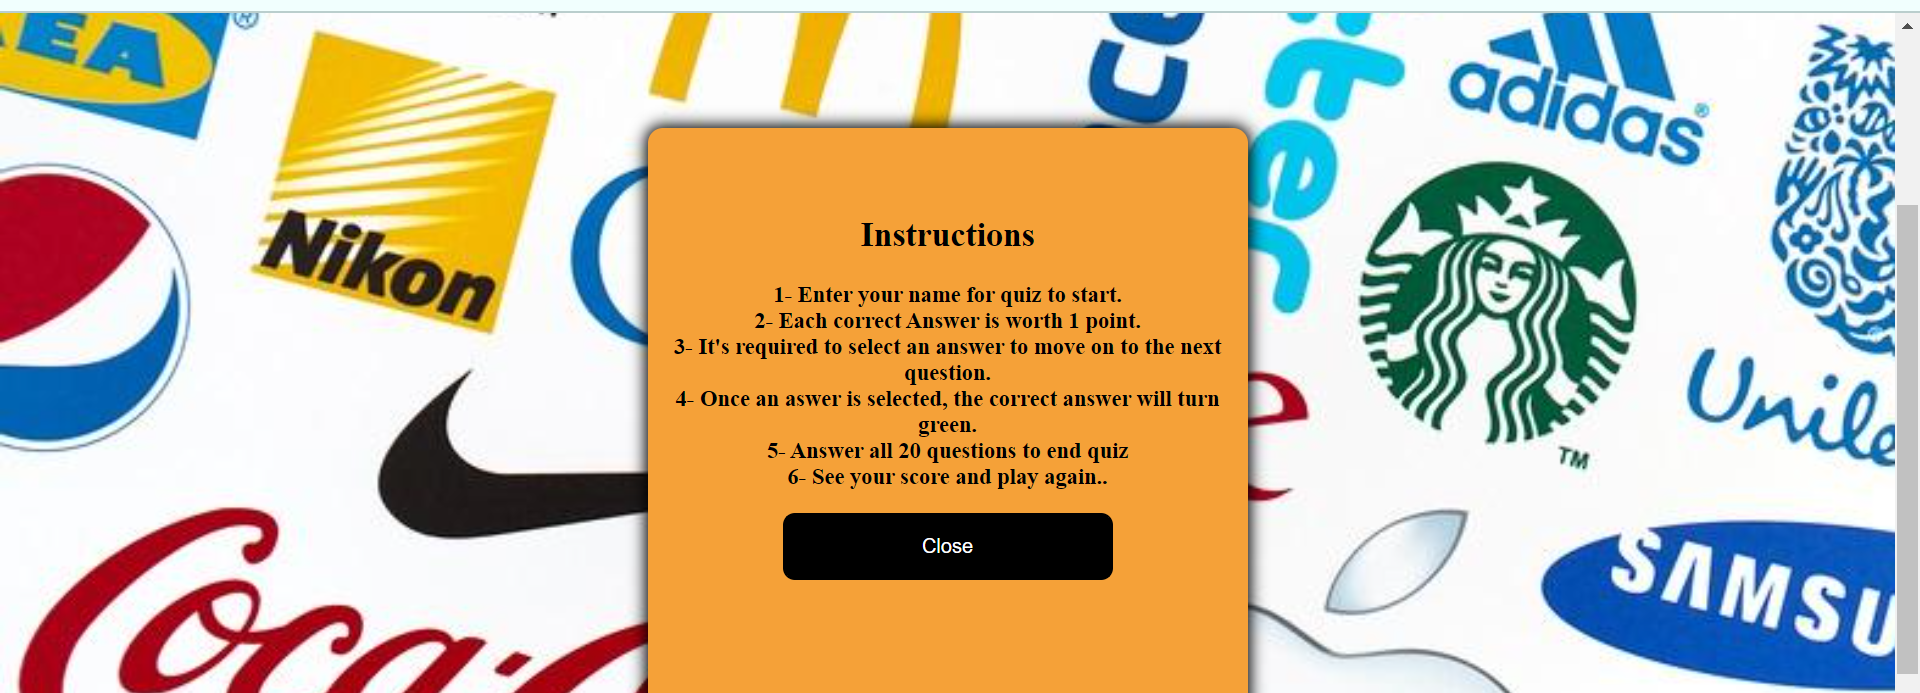 EA
®
Nikon
adidas
®
ter
Instructions
1- Enter your name for quiz to start.
2- Each correct Answer is worth 1 point.
3- It's required to select an answer to move on to the next
question.
4- Once an aswer is selected, the correct answer will turn
green.
5- Answer all 20 questions to end quiz
6- See your score and play again..
Close
Unile
TM
e
Coca
SAMSU